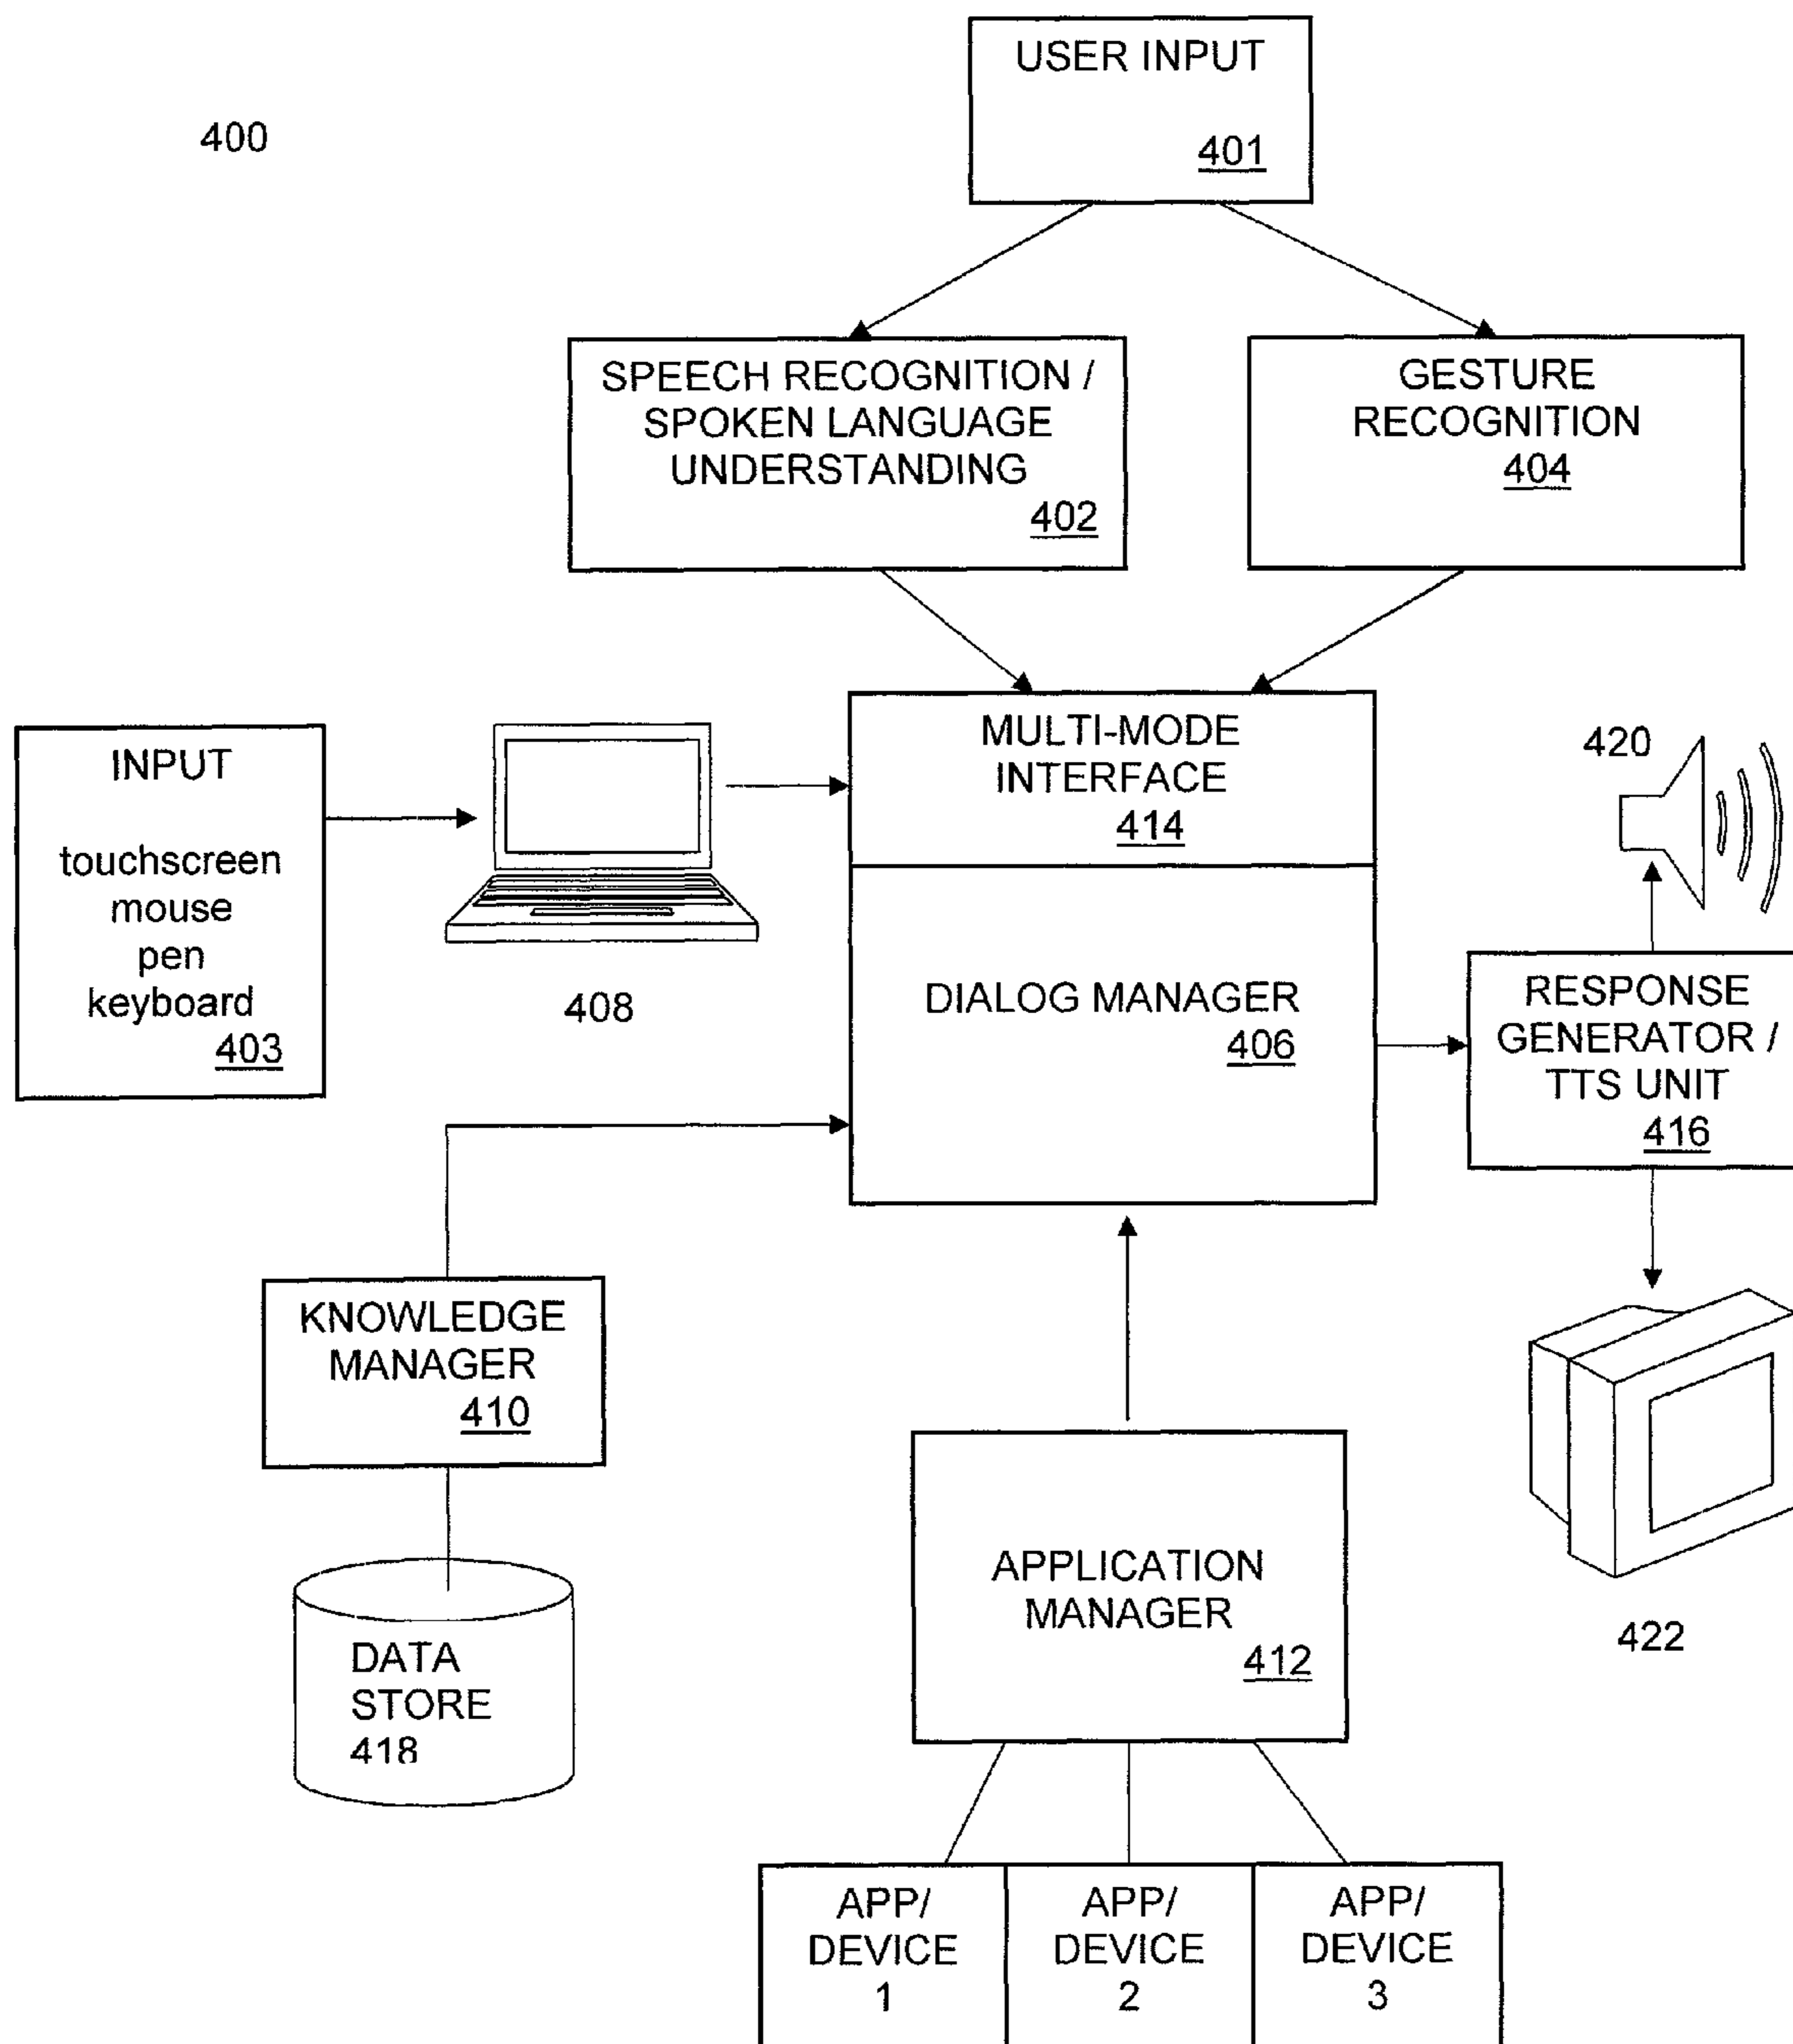 400
USER INPUT
401
SPEECH RECOGNITION /
SPOKEN LANGUAGE
UNDERSTANDING
402
GESTURE
RECOGNITION
404
INPUT
touchscreen
mouse
pen
keyboard
403
408
MULTI-MODE
INTERFACE
414
DIALOG MANAGER
406
420
RESPONSE
GENERATOR /
TTS UNIT
416
422
KNOWLEDGE
MANAGER
410
DATA
STORE
418
APPLICATION
MANAGER
412
APP/
DEVICE
1
APP/
DEVICE
2
APP/
DEVICE
3